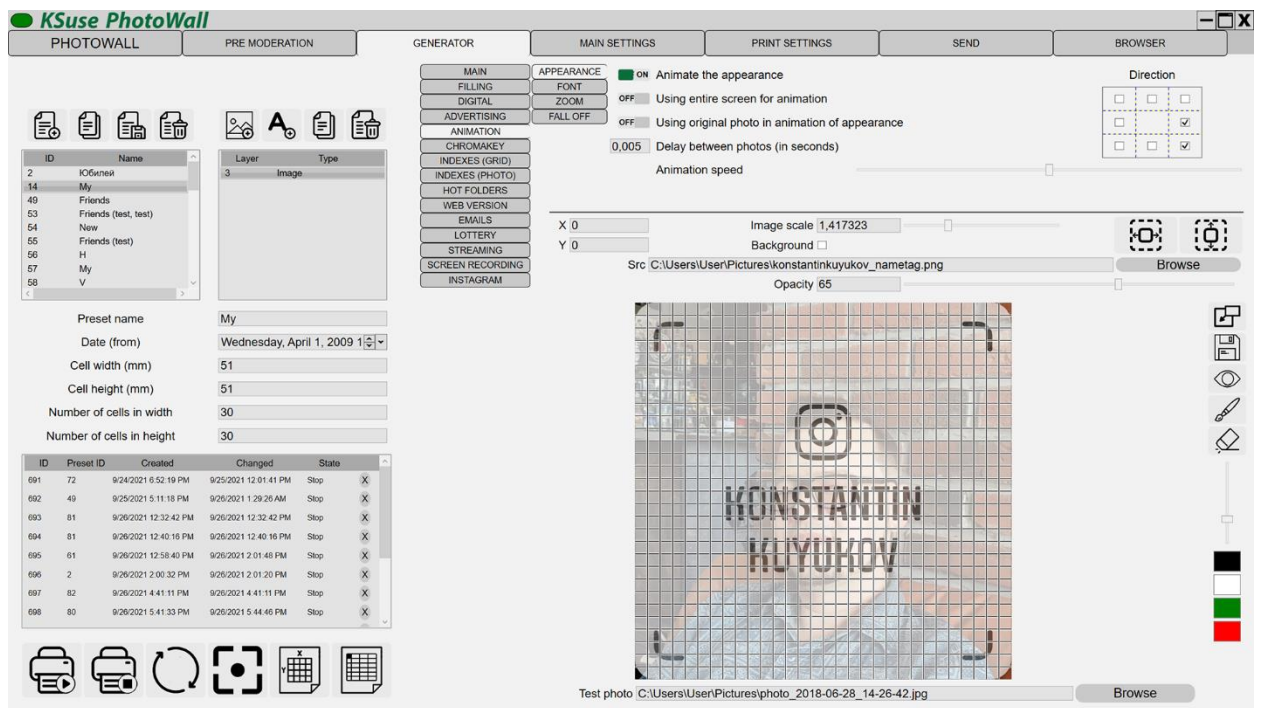 KSuse PhotoWall
X
PHOTOWALL PRE MODERATION GENERATOR MAIN SETTINGS PRINT SETTINGS SEND BROWSER
MAIN
FILLING
DIGITAL
ADVERTISING
ANIMATION
CHROMAKEY
INDEXES (GRID)
INDEXES (PHOTO)
HOT FOLDERS
WEB VERSION
EMAILS
LOTTERY
STREAMING
SCREEN RECORDING
INSTAGRAM
APPEARANCE
FONT
ZOOM
FALL OFF
ON Animate the appearance
OFF Using entire screen for animation
OFF Using original photo in animation of appearance
0,005 Delay between photos (in seconds)
Animation speed
Direction
ID Name
2 Юбилей
14 My
49 Friends
53 Friends (test, test)
54 New
55 Friends (test)
56 H
57 My
58 V
Layer Type
3 Image
X 0
Y 0
Image scale 1,417323
Background
Src C:\Users\User\Pictures\konstantinkuyukov_nametag.png Browse
Opacity 65
Preset name My
Date (from) Wednesday, April 1, 2009 1
Cell width (mm) 51
Cell height (mm) 51
Number of cells in width 30
Number of cells in height 30
ID Preset ID Created Changed State
691 72 9/24/2021 6:52:19 PM 9/25/2021 12:01:41 PM Stop X
692 49 9/25/2021 5:11:18 PM 9/26/2021 1:29:26 AM Stop X
693 81 9/26/2021 12:32:42 PM 9/26/2021 12:32:42 PM Stop X
694 81 9/26/2021 12:40:16 PM 9/26/2021 12:40:16 PM Stop X
695 61 9/26/2021 12:58:40 PM 9/26/2021 2:01:48 PM Stop X
696 2 9/26/2021 2:00:32 PM 9/26/2021 2:01:20 PM Stop X
697 82 9/26/2021 4:41:11 PM 9/26/2021 4:41:11 PM Stop X
698 80 9/26/2021 5:41:33 PM 9/26/2021 5:44:46 PM Stop X
KONSTANTIN
KUYUKOV
X
Y
Test photo C:\Users\User\Pictures\photo_2018-06-28_14-26-42.jpg Browse